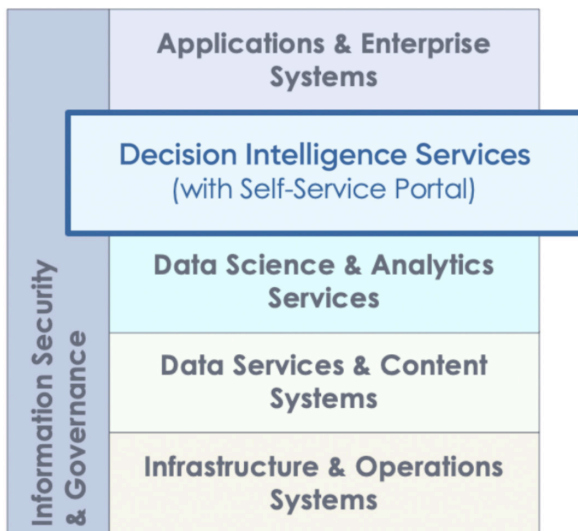 Applications & Enterprise
Systems
Decision Intelligence Services
(with Self-Service Portal)
Data Science & Analytics
Services
Data Services & Content
Systems
Infrastructure & Operations
Systems
Information Security
& Governance